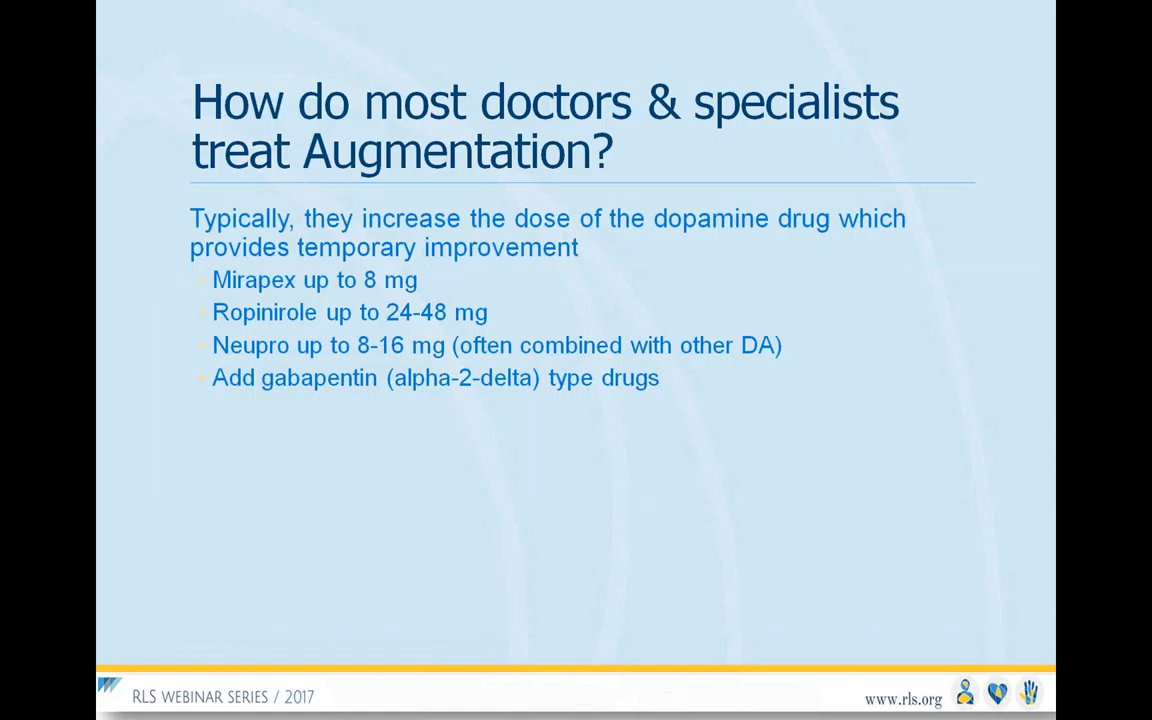 How do most doctors & specialists
treat Augmentation?
Typically, they increase the dose of the dopamine drug which
provides temporary improvement
Mirapex up to 8 mg
Ropinirole up to 24-48 mg
Neupro up to 8-16 mg (often combined with other DA)
Add gabapentin (alpha-2-delta) type drugs
RLS WEBINAR SERIES / 2017
www.rls.org